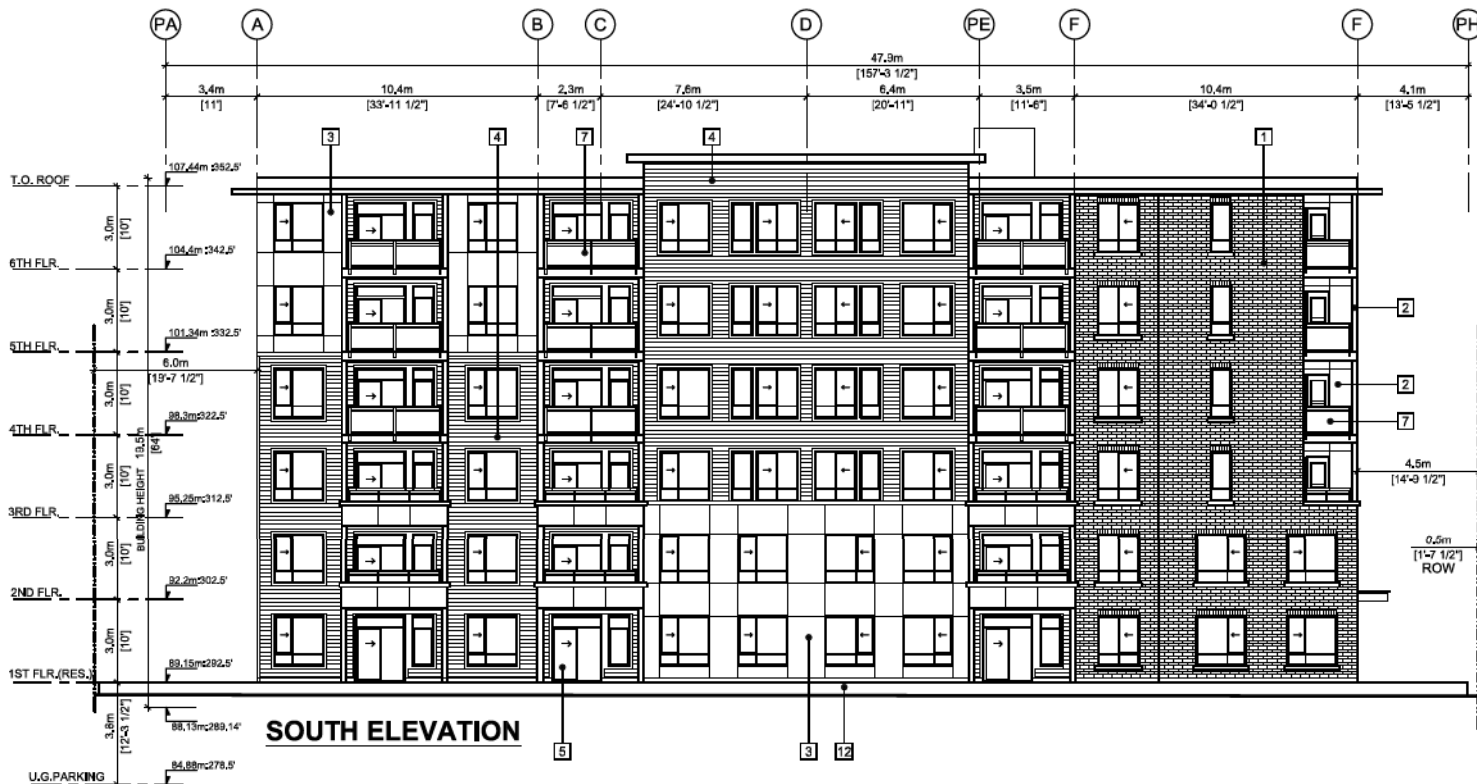 PA A B C D PE F F PH
47.9m
[157'-3 1/2"]
3.4m 10.4m 2.3m 7.6m 6.4m 3.5m 10.4m 4.1m
[11'] [33'-11 1/2"] [7'-6 1/2"] [24'-10 1/2"] [20'-11"] [11'-6"] [34'-0 1/2"] [13'-5 1/2"]
3 4 7 4 1
107.44m:352.5'
T.O. ROOF
3.0m
[10']
104.4m:342.5'
6TH FLR.
3.0m
[10']
2
101.34m:332.5'
5TH FLR.
6.0m
[19'-7 1/2"]
3.0m
[10']
2
98.3m:322.5'
7
4TH FLR.
BUILDING HEIGHT 19.5m
[64']
3.0m
[10']
4.5m
[14'-9 1/2"]
95.25m:312.5'
3RD FLR.
3.0m
[10']
0.5m
[1'-7 1/2"]
ROW
92.2m:302.5'
2ND FLR.
3.0m
[10']
89.15m:292.5'
1ST FLR.(RES.)
3.8m
[12'-3 1/2"]
88.13m:289.14'
SOUTH ELEVATION
5 3 12
84.88m:278.5'
U.G.PARKING